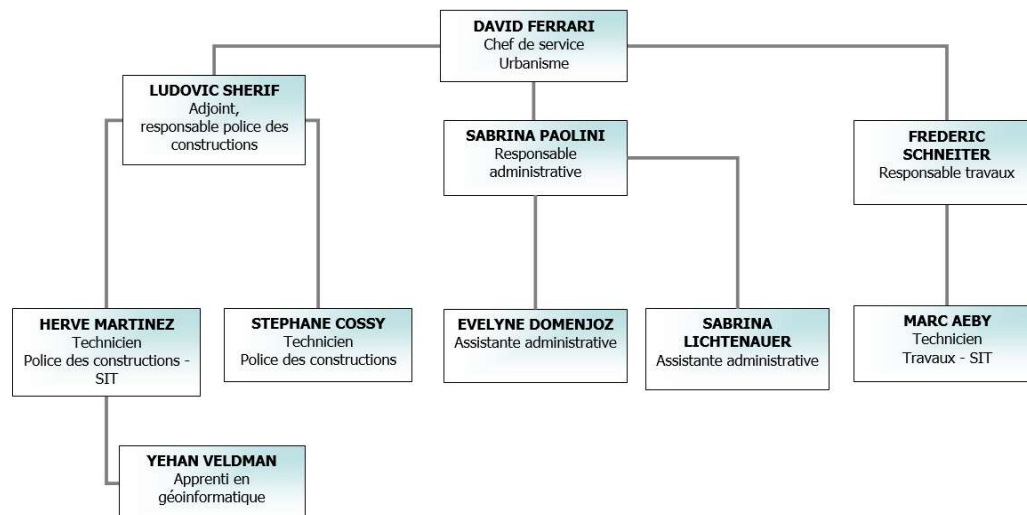 DAVID FERRARI
Chef de service
Urbanisme
LUDOVIC SHERIF
Adjoint,
responsable police des
constructions
SABRINA PAOLINI
Responsable
administrative
FREDERIC
SCHNEITER
Responsable travaux
HERVE MARTINEZ
Technicien
Police des constructions -
SIT
STEPHANE COSSY
Technicien
Police des constructions
EVELYNE DOMENJOZ
Assistante administrative
SABRINA
LICHTENAUER
Assistante administrative
MARC AEBY
Technicien
Travaux - SIT
YEHAN VELDMAN
Apprenti en
géoinformatique